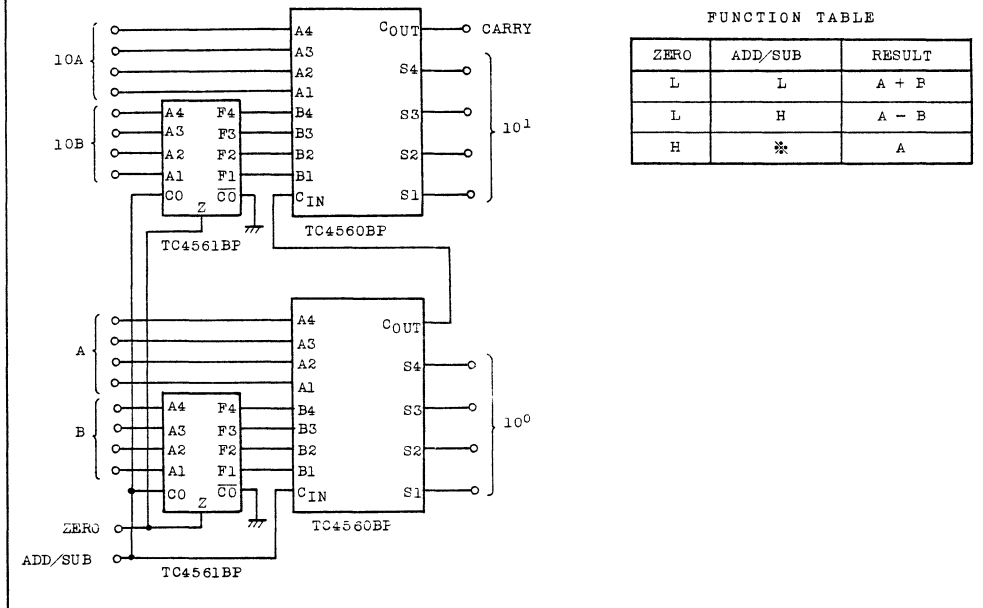 FUNCTION TABLE
ZERO ADD/SUB RESULT
L L A + B
L H A - B
H ※ A
10A
10B
A4
A3
A2
A1
A4 F4
A3 F3
A2 F2
A1 F1
CO Z C̅O̅
TC4561BP
B4
B3
B2
B1
CIN
COUT
CARRY
S4
S3
S2
S1
10¹
TC4560BP
A
B
A4
A3
A2
A1
A4 F4
A3 F3
A2 F2
A1 F1
CO Z C̅O̅
TC4561BP
B4
B3
B2
B1
CIN
COUT
S4
S3
S2
S1
10⁰
TC4560BP
ZERO
ADD/SUB